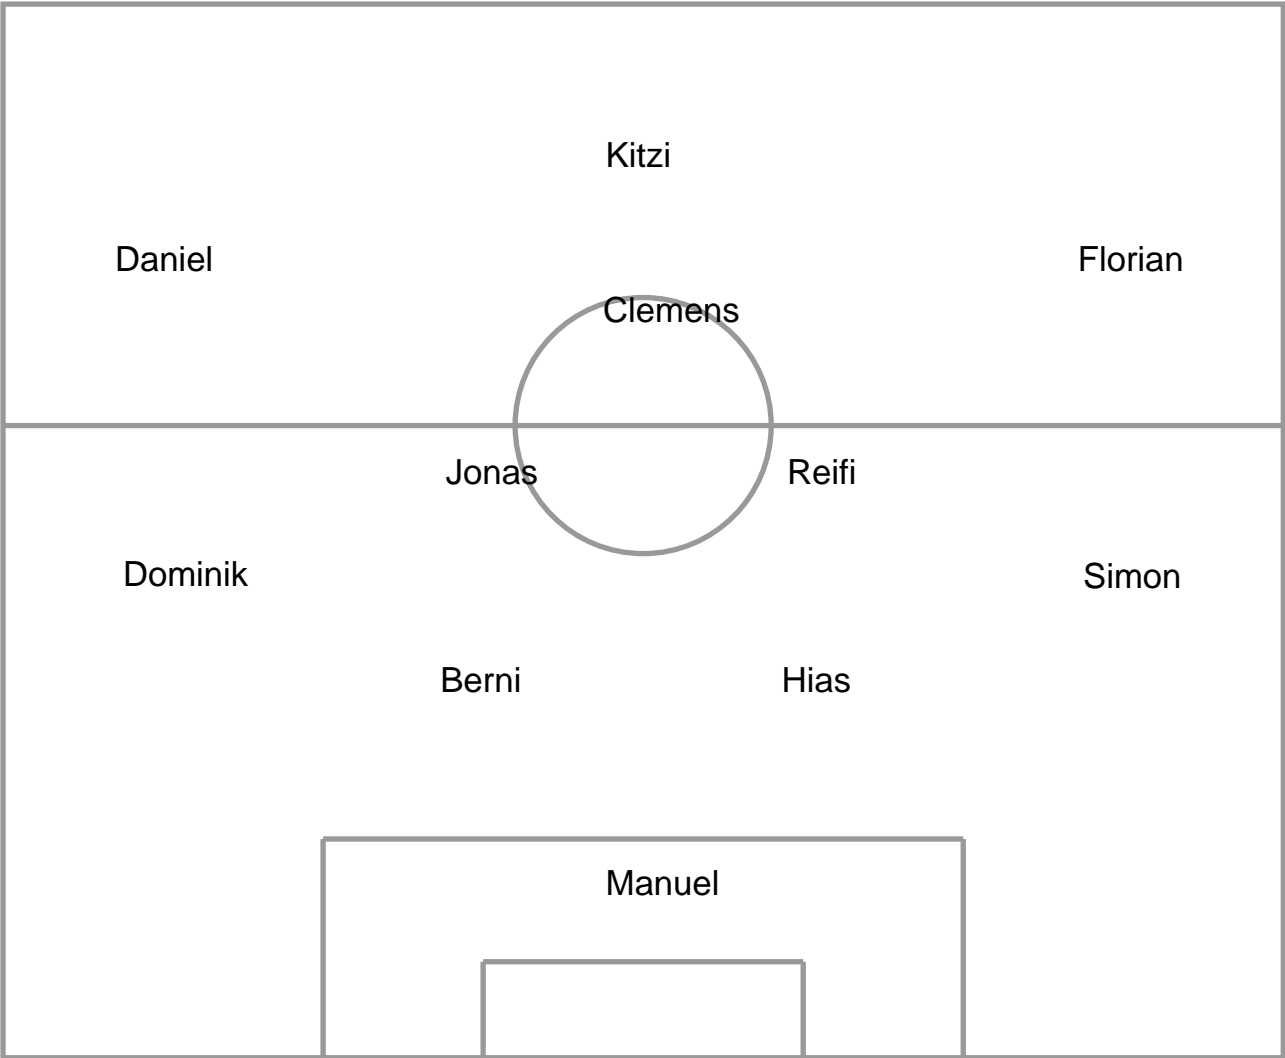 Kitzi
Daniel Florian
Clemens
Jonas Reifi
Dominik Simon
Berni Hias
Manuel